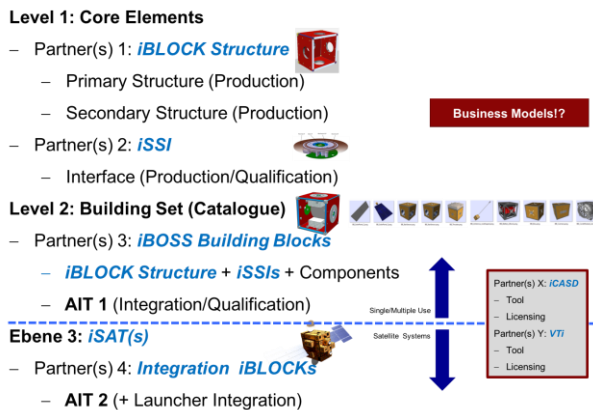 Level 1: Core Elements
– Partner(s) 1: iBLOCK Structure
– Primary Structure (Production)
– Secondary Structure (Production)
Business Models!?
– Partner(s) 2: iSSI
– Interface (Production/Qualification)
Level 2: Building Set (Catalogue)
– Partner(s) 3: iBOSS Building Blocks
– iBLOCK Structure + iSSIs + Components
– AIT 1 (Integration/Qualification)
Single/Multiple Use
Satellite Systems
Partner(s) X: iCASD
– Tool
– Licensing
Partner(s) Y: VTi
– Tool
– Licensing
Ebene 3: iSAT(s)
– Partner(s) 4: Integration iBLOCKs
– AIT 2 (+ Launcher Integration)